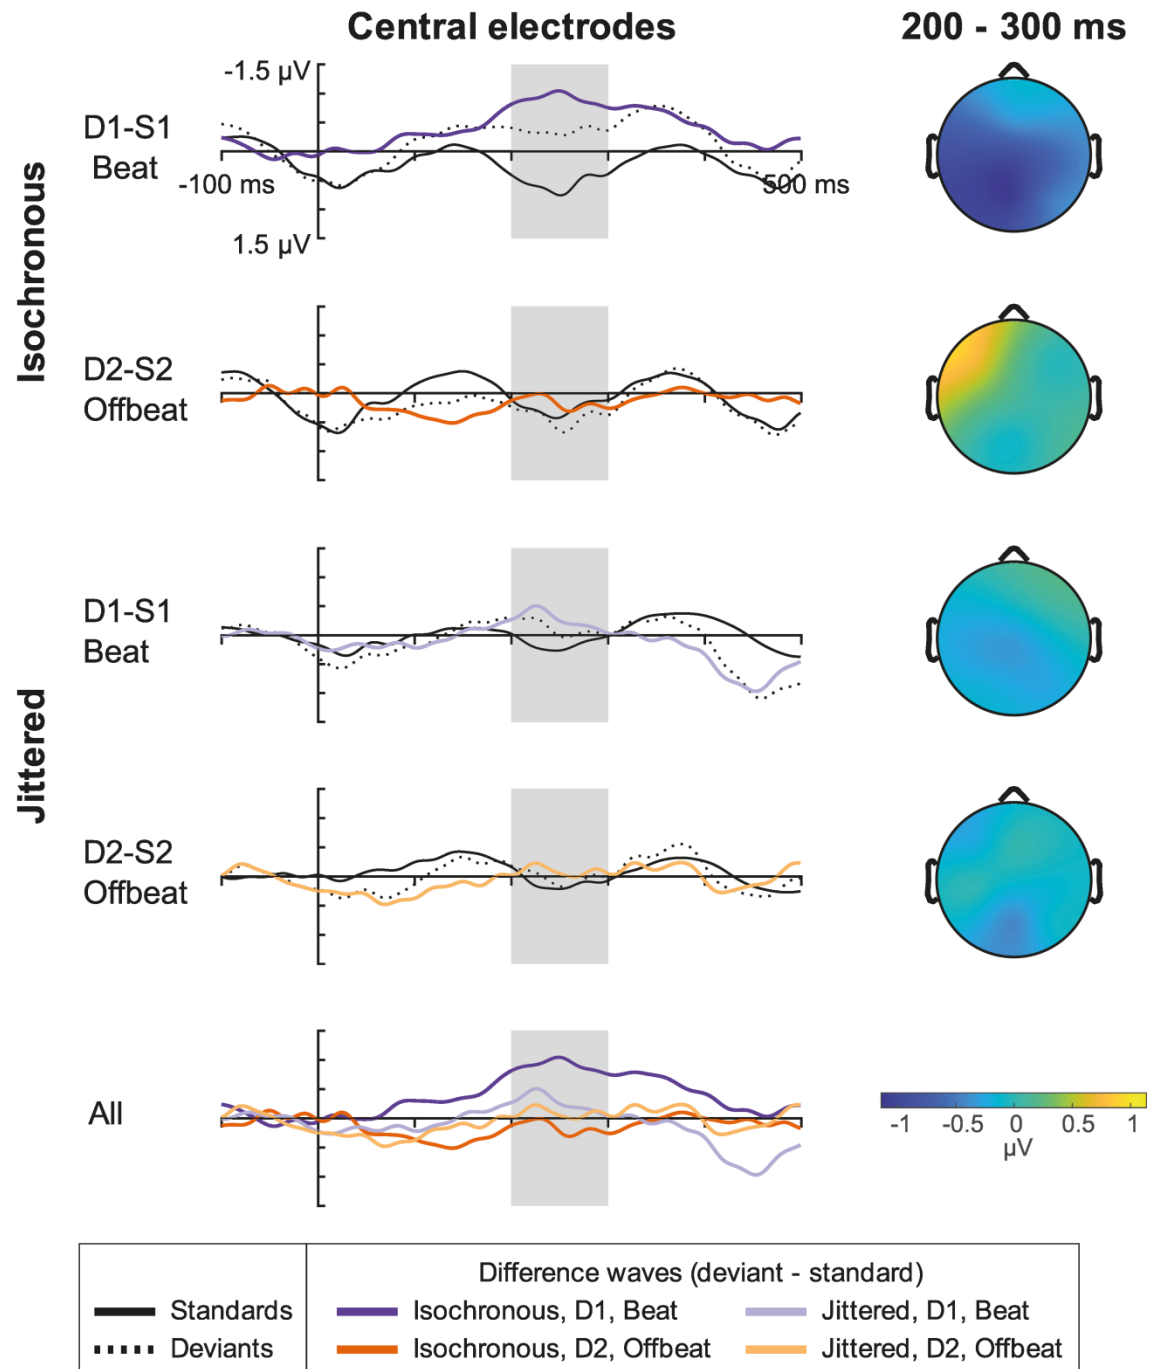 Central electrodes
200 - 300 ms
Isochronous
-1.5 µV
D1-S1
Beat
-100 ms
500 ms
1.5 µV
D2-S2
Offbeat
Jittered
D1-S1
Beat
D2-S2
Offbeat
All
-1 -0.5 0 0.5 1
µV
Difference waves (deviant - standard)
Standards
Isochronous, D1, Beat
Jittered, D1, Beat
Deviants
Isochronous, D2, Offbeat
Jittered, D2, Offbeat